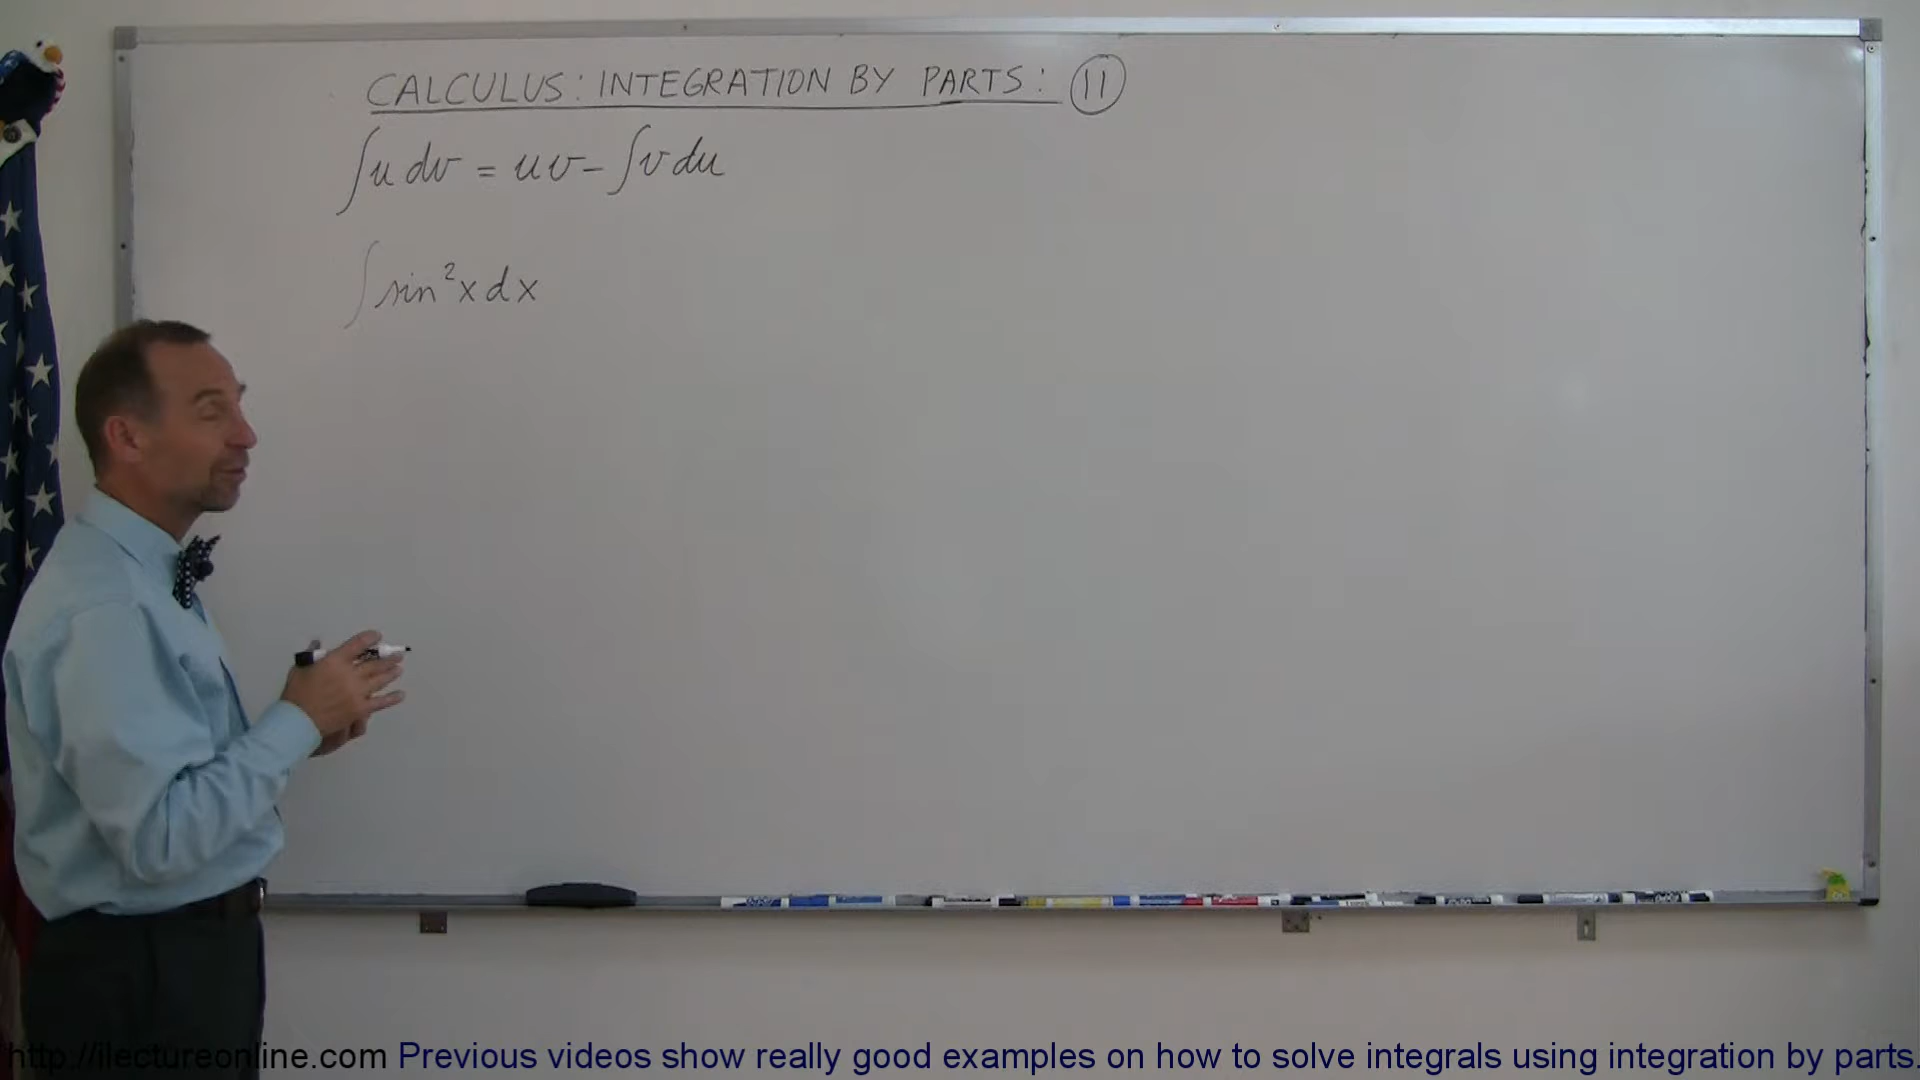 CALCULUS: INTEGRATION BY PARTS: 11
∫u dv = uv - ∫v du
∫sin²x dx
http://ilectureonline.com Previous videos show really good examples on how to solve integrals using integration by parts.